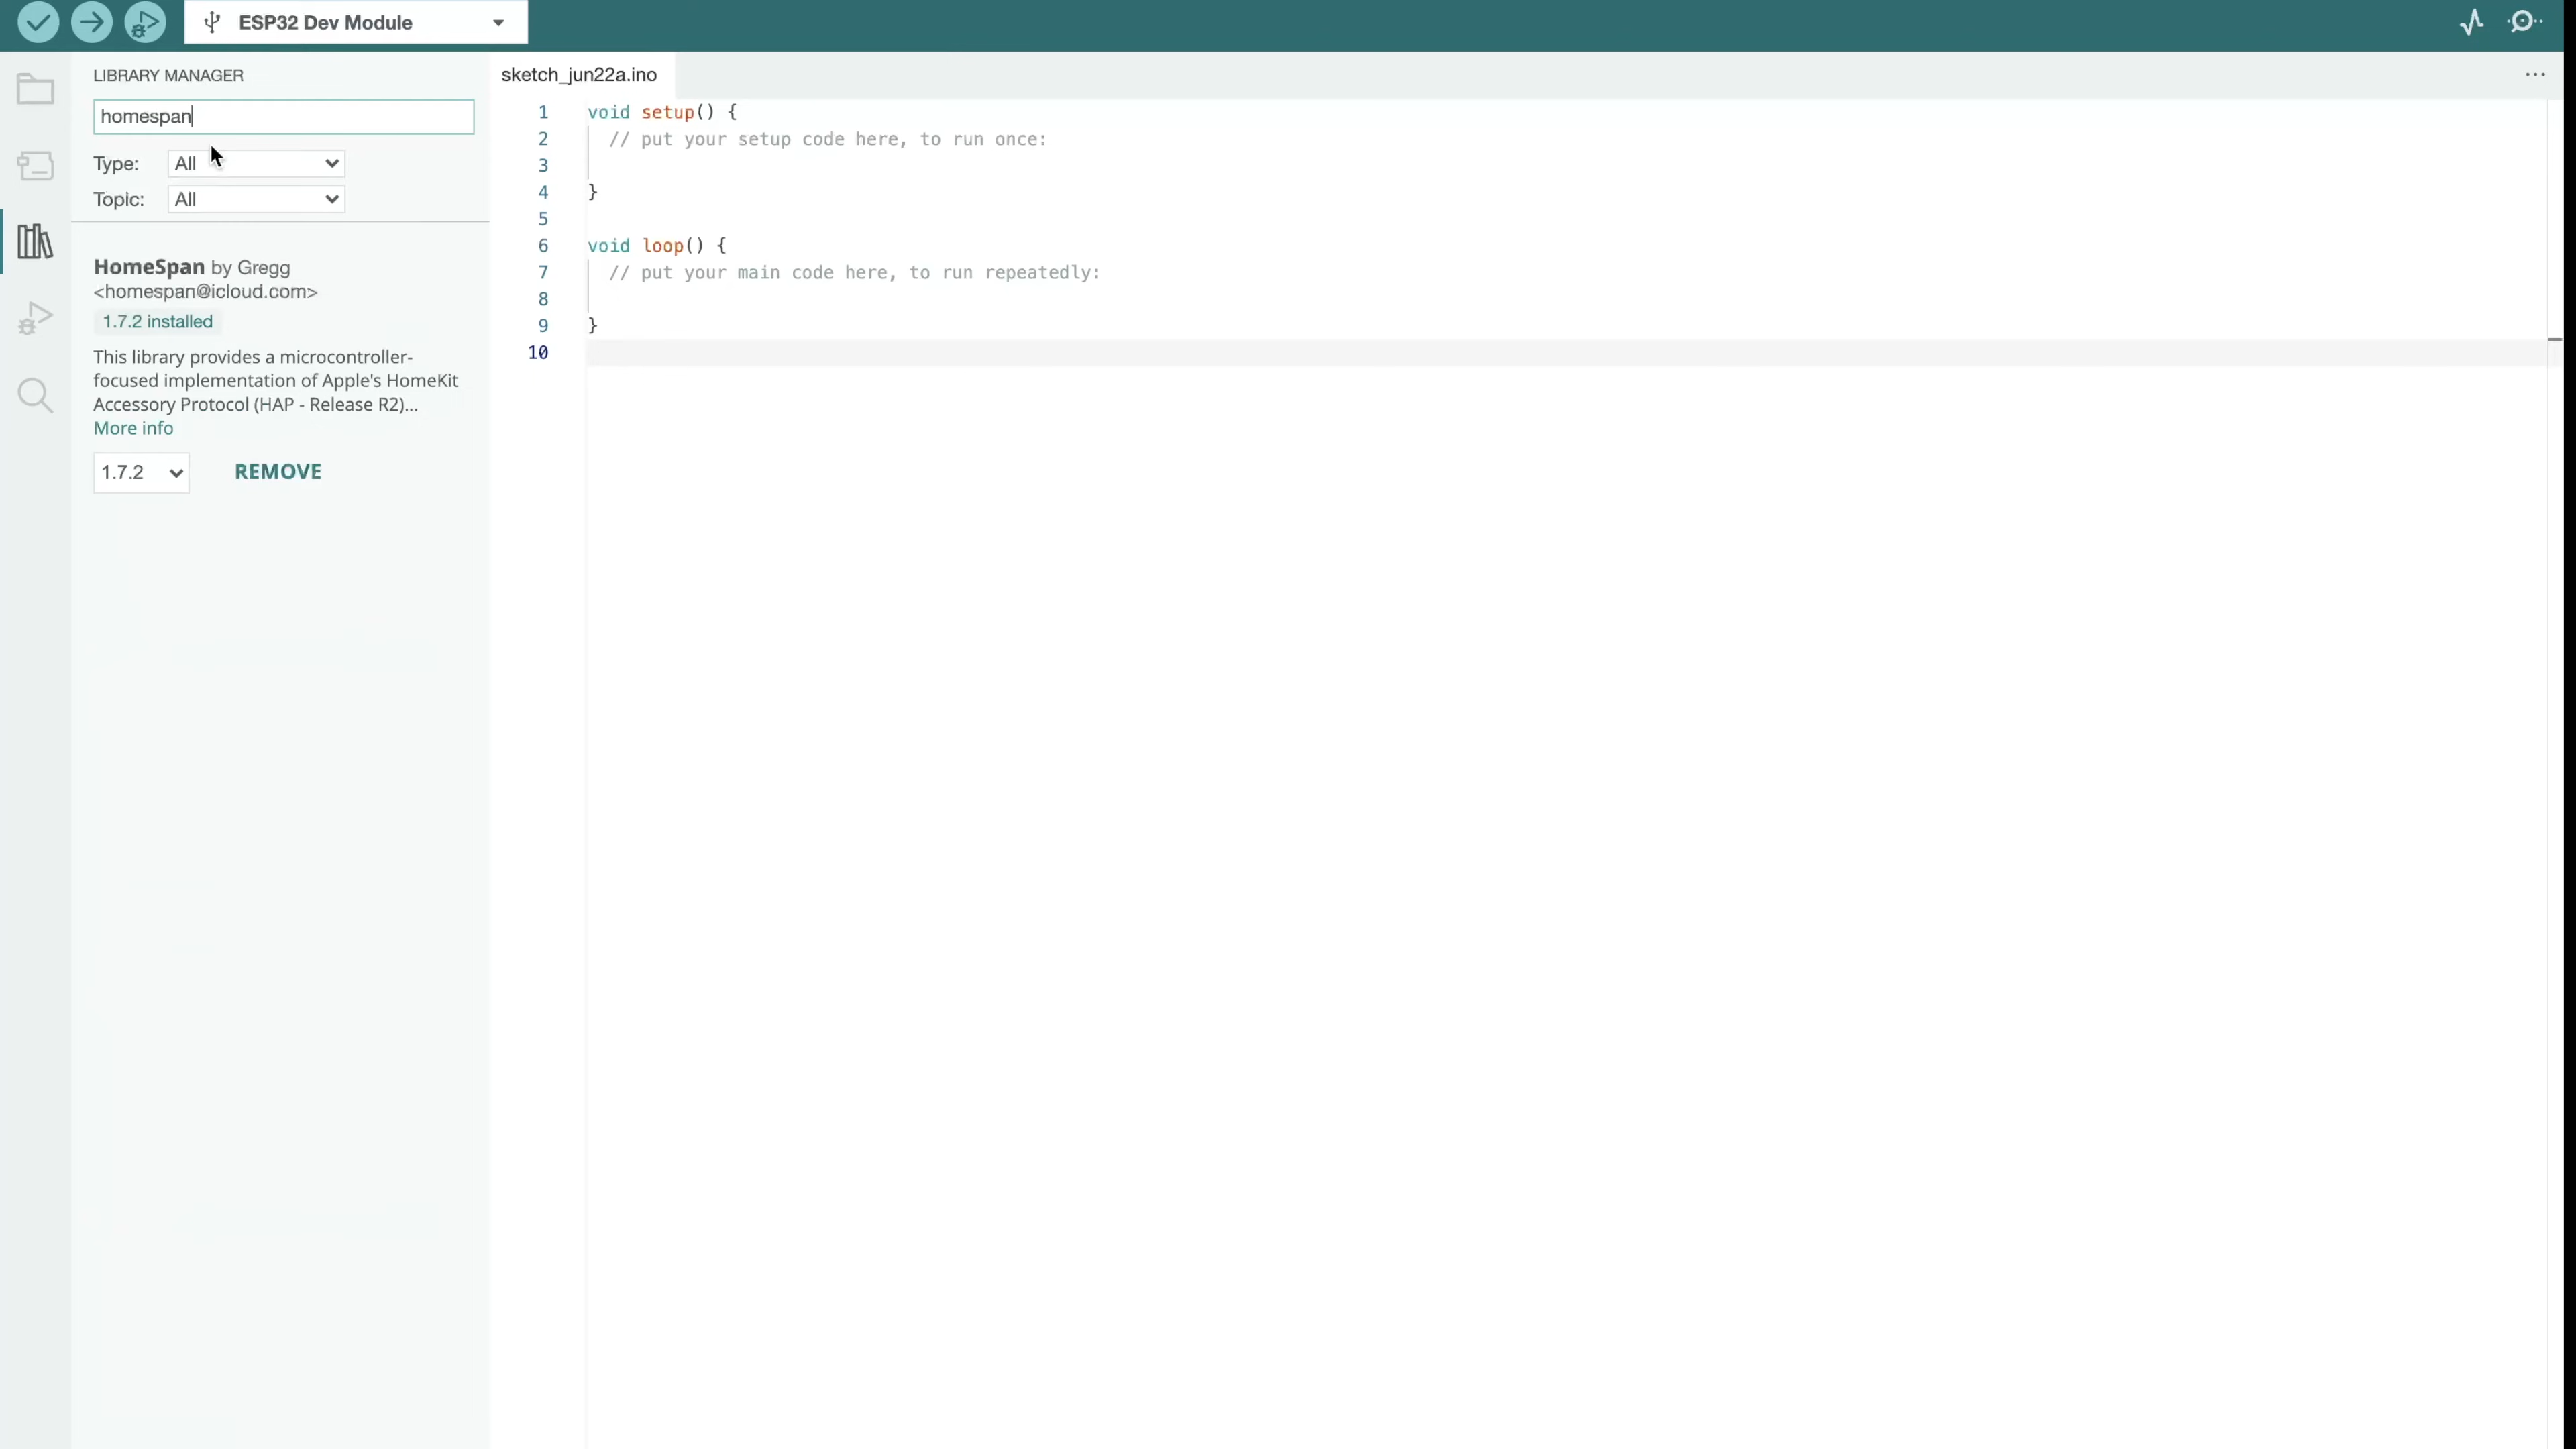 ESP32 Dev Module
LIBRARY MANAGER
homespan
Type: All
Topic: All
HomeSpan by Gregg
<homespan@icloud.com>
1.7.2 installed
This library provides a microcontroller-
focused implementation of Apple's HomeKit
Accessory Protocol (HAP - Release R2)...
More info
1.7.2 REMOVE
sketch_jun22a.ino
1 void setup() {
2 // put your setup code here, to run once:
3
4 }
5
6 void loop() {
7 // put your main code here, to run repeatedly:
8
9 }
10